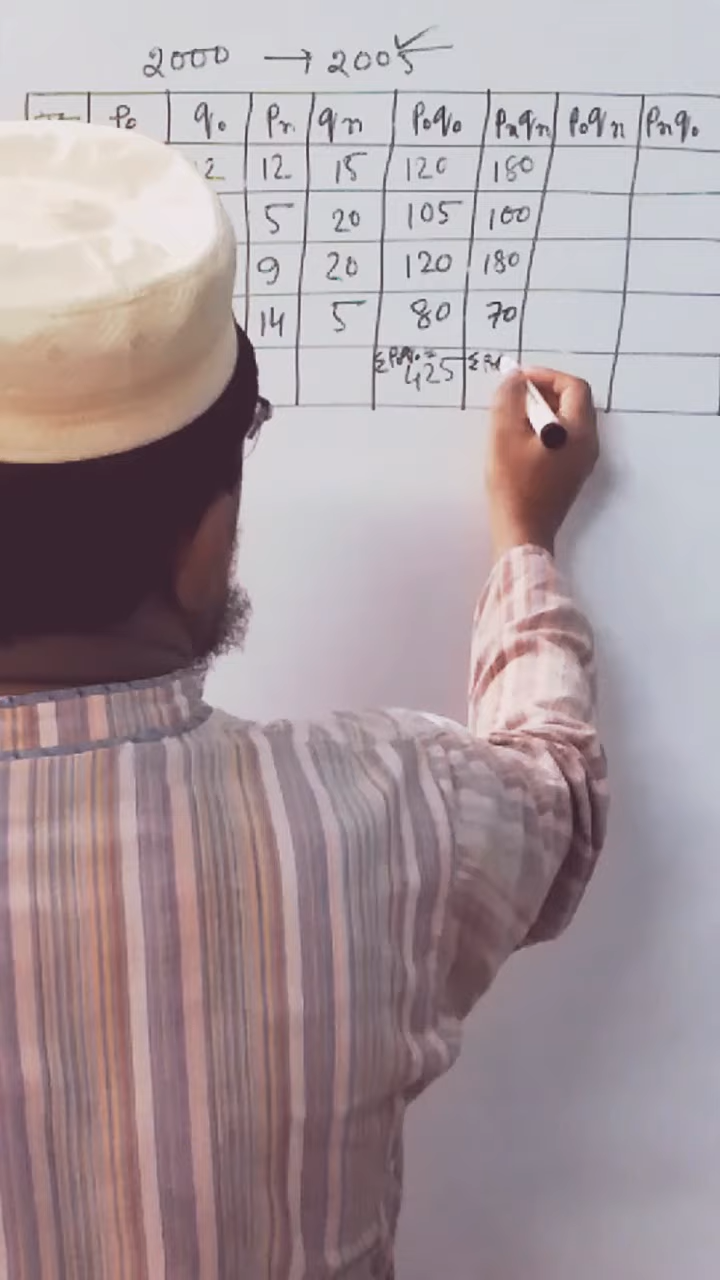 2000 → 2005 ✓
P₀ q₀ Pₙ qₙ P₀q₀ Pₙqₙ P₀qₙ Pₙq₀
12 12 15 120 180
5 20 105 100
9 20 120 180
14 5 80 70
ΣP₀q₀ = 425